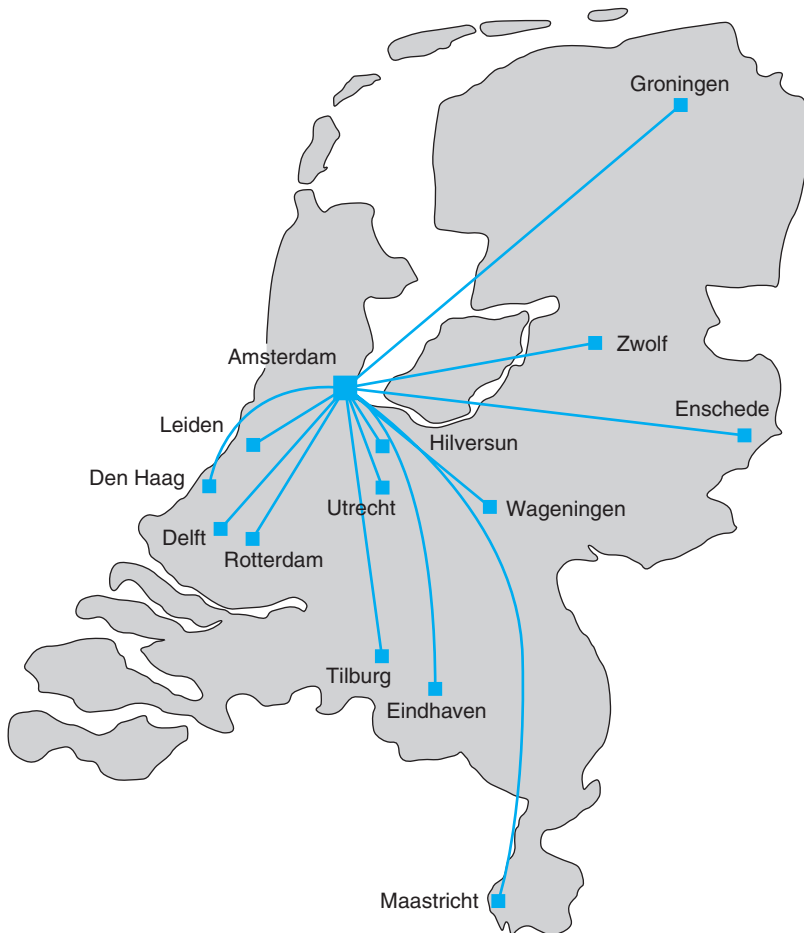 Groningen
Zwolf
Amsterdam
Enschede
Leiden
Hilversun
Den Haag
Utrecht
Wageningen
Delft
Rotterdam
Tilburg
Eindhaven
Maastricht